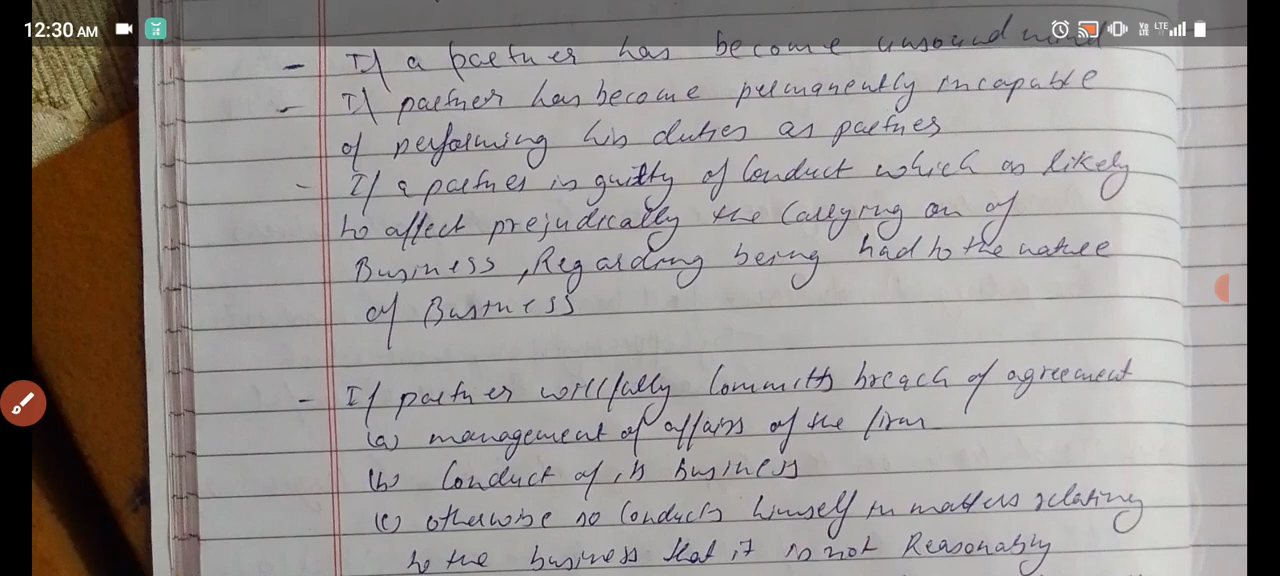 12:30 AM
- If a partner has become unsound mind
- If partner has become permanently incapable
of performing his duties as partner
- If a partner is guilty of conduct which is likely
to affect prejudically the carrying on of
Business, Regarding being had to the nature
of Business
- If partner willfully committs breach of agreement
(a) management of affairs of the firm
(b) Conduct of its business
(c) otherwise so conducts himself in matters relating
to the business that it is not Reasonably